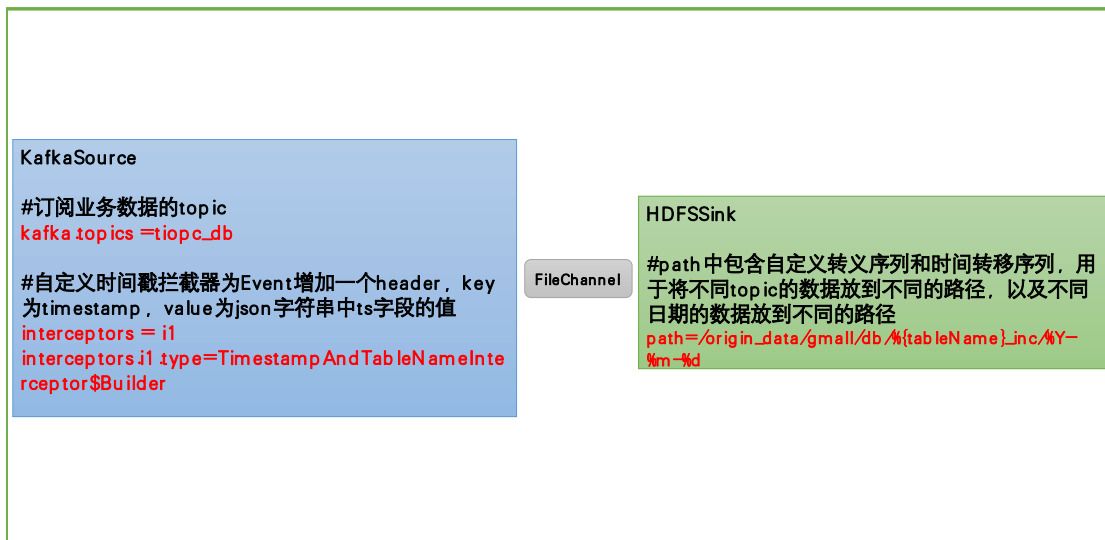 KafkaSource
#订阅业务数据的topic
kafka.topics =tiopc_db
#自定义时间戳拦截器为Event增加一个header，key
为timestamp，value为json字符串中ts字段的值
interceptors = i1
interceptors.i1.type=TimestampAndTableNameInte
rceptor$Builder
FileChannel
HDFSSink
#path中包含自定义转义序列和时间转移序列，用
于将不同topic的数据放到不同的路径，以及不同
日期的数据放到不同的路径
path=/origin_data/gmall/db/%{tableName}_inc/%Y-
%m-%d